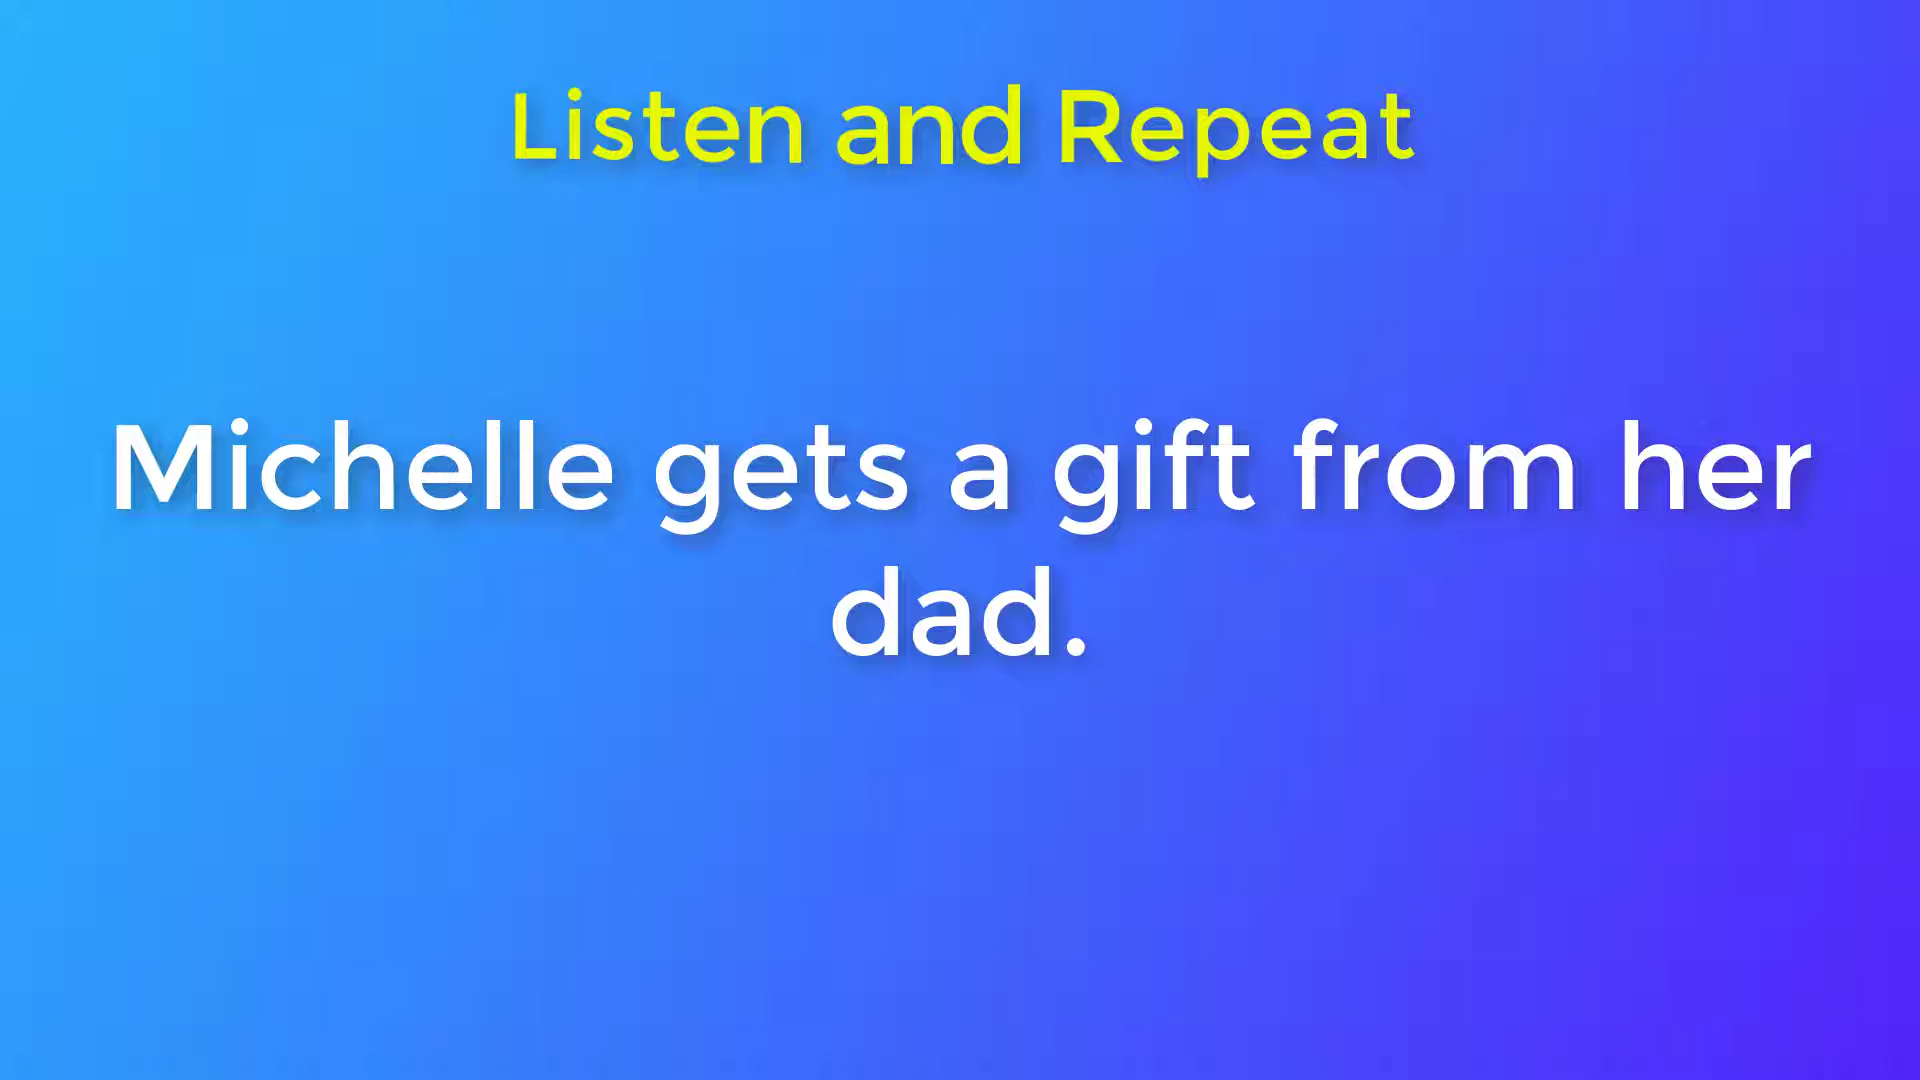 Listen and Repeat
Michelle gets a gift from her
dad.